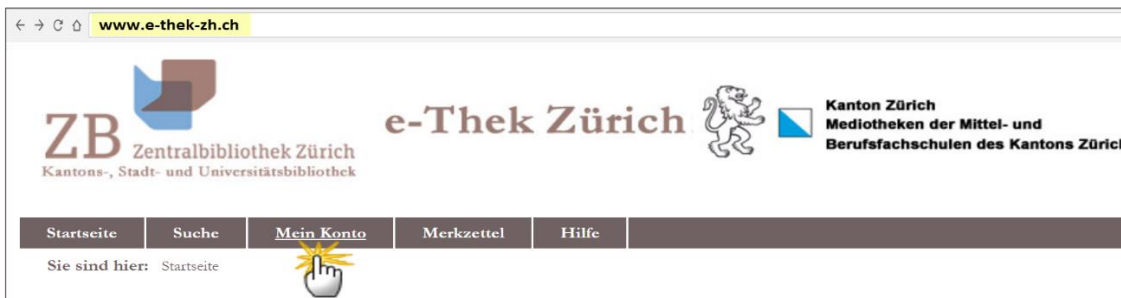 www.e-thek-zh.ch
ZB Zentralbibliothek Zürich
Kantons-, Stadt- und Universitätsbibliothek
e-Thek Zürich
Kanton Zürich
Mediotheken der Mittel- und
Berufsfachschulen des Kantons Züric
Startseite Suche Mein Konto Merkzettel Hilfe
Sie sind hier: Startseite